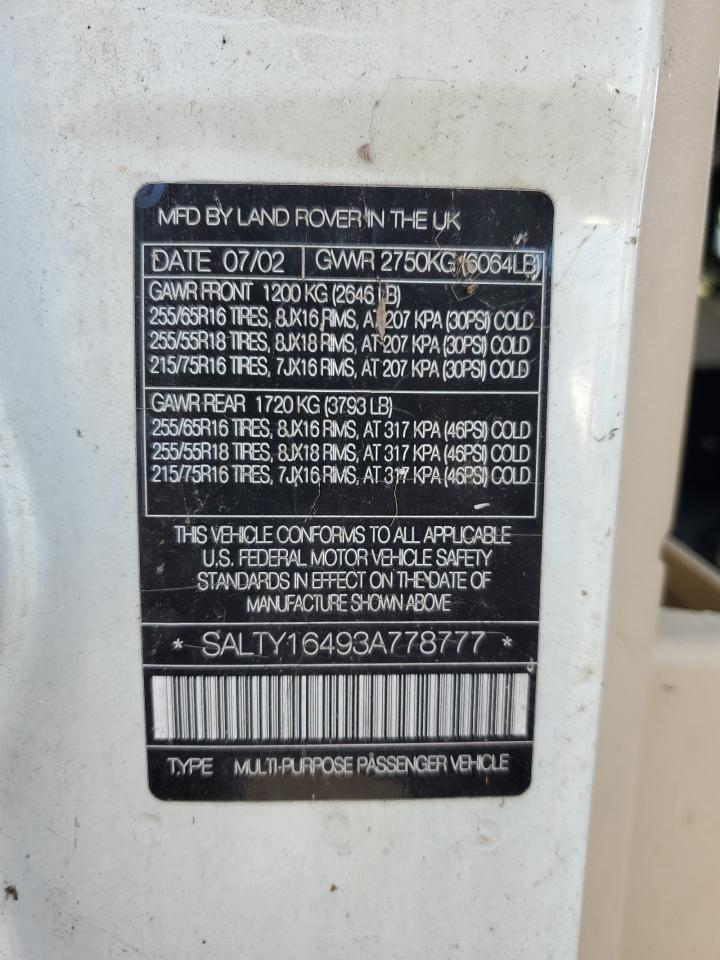 MFD BY LAND ROVER IN THE UK
DATE 07/02 GVWR 2750KG (6064LB)
GAWR FRONT 1200 KG (2646 LB)
255/65R16 TIRES, 8JX16 RIMS, AT 207 KPA (30PSI) COLD
255/55R18 TIRES, 8JX18 RIMS, AT 207 KPA (30PSI) COLD
215/75R16 TIRES, 7JX16 RIMS, AT 207 KPA (30PSI) COLD
GAWR REAR 1720 KG (3793 LB)
255/65R16 TIRES, 8JX16 RIMS, AT 317 KPA (46PSI) COLD
255/55R18 TIRES, 8JX18 RIMS, AT 317 KPA (46PSI) COLD
215/75R16 TIRES, 7JX16 RIMS, AT 317 KPA (46PSI) COLD
THIS VEHICLE CONFORMS TO ALL APPLICABLE
U.S. FEDERAL MOTOR VEHICLE SAFETY
STANDARDS IN EFFECT ON THE DATE OF
MANUFACTURE SHOWN ABOVE
* SALTY16493A778777 *
TYPE MULTI-PURPOSE PASSENGER VEHICLE